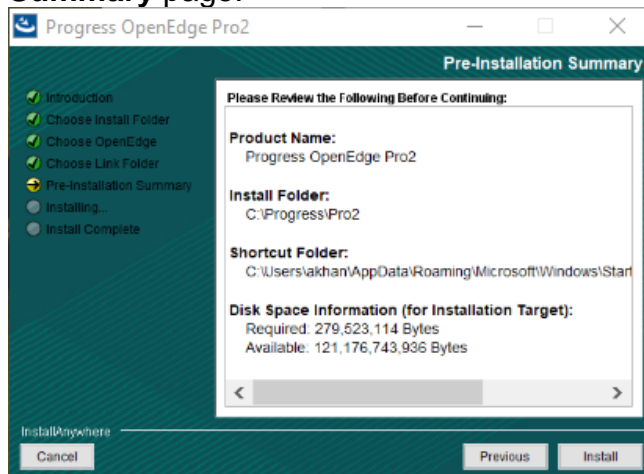 Summary page.
Progress OpenEdge Pro2
Pre-Installation Summary
Introduction
Choose Install Folder
Choose OpenEdge
Choose Link Folder
Pre-Installation Summary
Installing...
Install Complete
Please Review the Following Before Continuing:
Product Name:
Progress OpenEdge Pro2
Install Folder:
C:\Progress\Pro2
Shortcut Folder:
C:\Users\akhan\AppData\Roaming\Microsoft\Windows\Start
Disk Space Information (for Installation Target):
Required: 279,523,114 Bytes
Available: 121,176,743,936 Bytes
InstallAnywhere
Cancel
Previous
Install